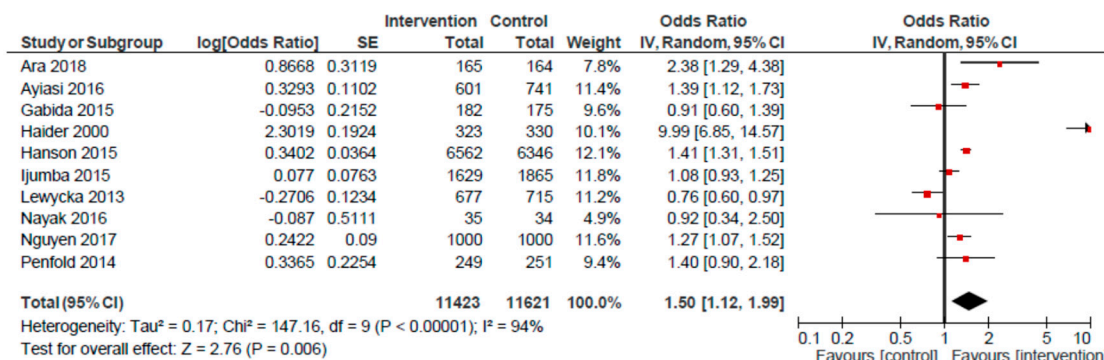 Intervention Control Odds Ratio Odds Ratio
Study or Subgroup log[Odds Ratio] SE Total Total Weight IV, Random, 95% CI IV, Random, 95% CI
Ara 2018 0.8668 0.3119 165 164 7.8% 2.38 [1.29, 4.38]
Ayiasi 2016 0.3293 0.1102 601 741 11.4% 1.39 [1.12, 1.73]
Gabida 2015 -0.0953 0.2152 182 175 9.6% 0.91 [0.60, 1.39]
Haider 2000 2.3019 0.1924 323 330 10.1% 9.99 [6.85, 14.57]
Hanson 2015 0.3402 0.0364 6562 6346 12.1% 1.41 [1.31, 1.51]
Ijumba 2015 0.077 0.0763 1629 1865 11.8% 1.08 [0.93, 1.25]
Lewycka 2013 -0.2706 0.1234 677 715 11.2% 0.76 [0.60, 0.97]
Nayak 2016 -0.087 0.5111 35 34 4.9% 0.92 [0.34, 2.50]
Nguyen 2017 0.2422 0.09 1000 1000 11.6% 1.27 [1.07, 1.52]
Penfold 2014 0.3365 0.2254 249 251 9.4% 1.40 [0.90, 2.18]
Total (95% CI) 11423 11621 100.0% 1.50 [1.12, 1.99]
Heterogeneity: Tau² = 0.17; Chi² = 147.16, df = 9 (P < 0.00001); I² = 94%
Test for overall effect: Z = 2.76 (P = 0.006)
0.1 0.2 0.5 1 2 5 10
Favours [control] Favours [intervention